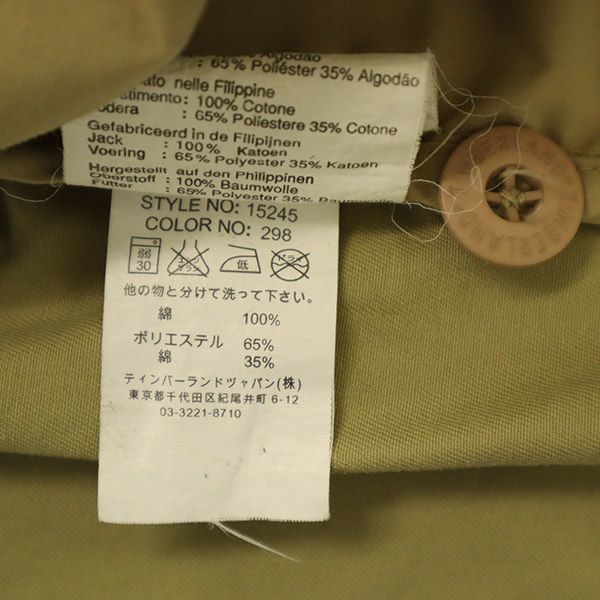 : 65% Poliéster 35% Algodão
nelle Filippine
: 100% Cotone
: 65% Poliestere 35% Cotone
Gefabriceerd in de Filipijnen
Jack : 100% Katoen
Voering : 65% Polyester 35% Katoen
Hergestellt auf den Philippinen
Oberstoff : 100% Baumwolle
Futter : 65% Polyester 35% Baumwolle
STYLE NO: 15245
COLOR NO: 298
弱
30
低
他の物と分けて洗って下さい。
綿 100%
ポリエステル 65%
綿 35%
ティンバーランドヅャパン(株)
東京都千代田区紀尾井町6-12
03-3221-8710
TIMBERLAND